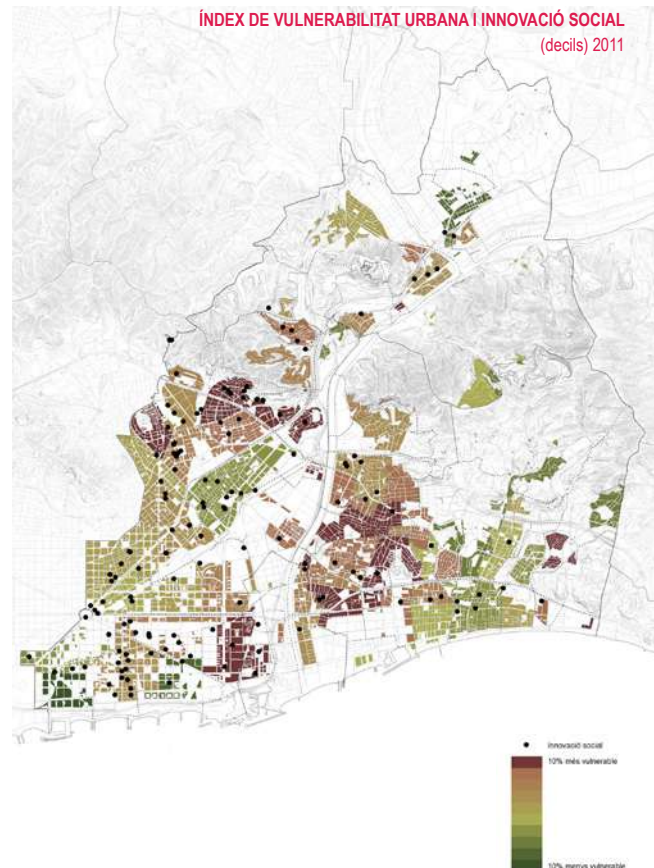 ÍNDEX DE VULNERABILITAT URBANA I INNOVACIÓ SOCIAL
(decils) 2011
Innovació social
10% més vulnerable
10% menys vulnerable